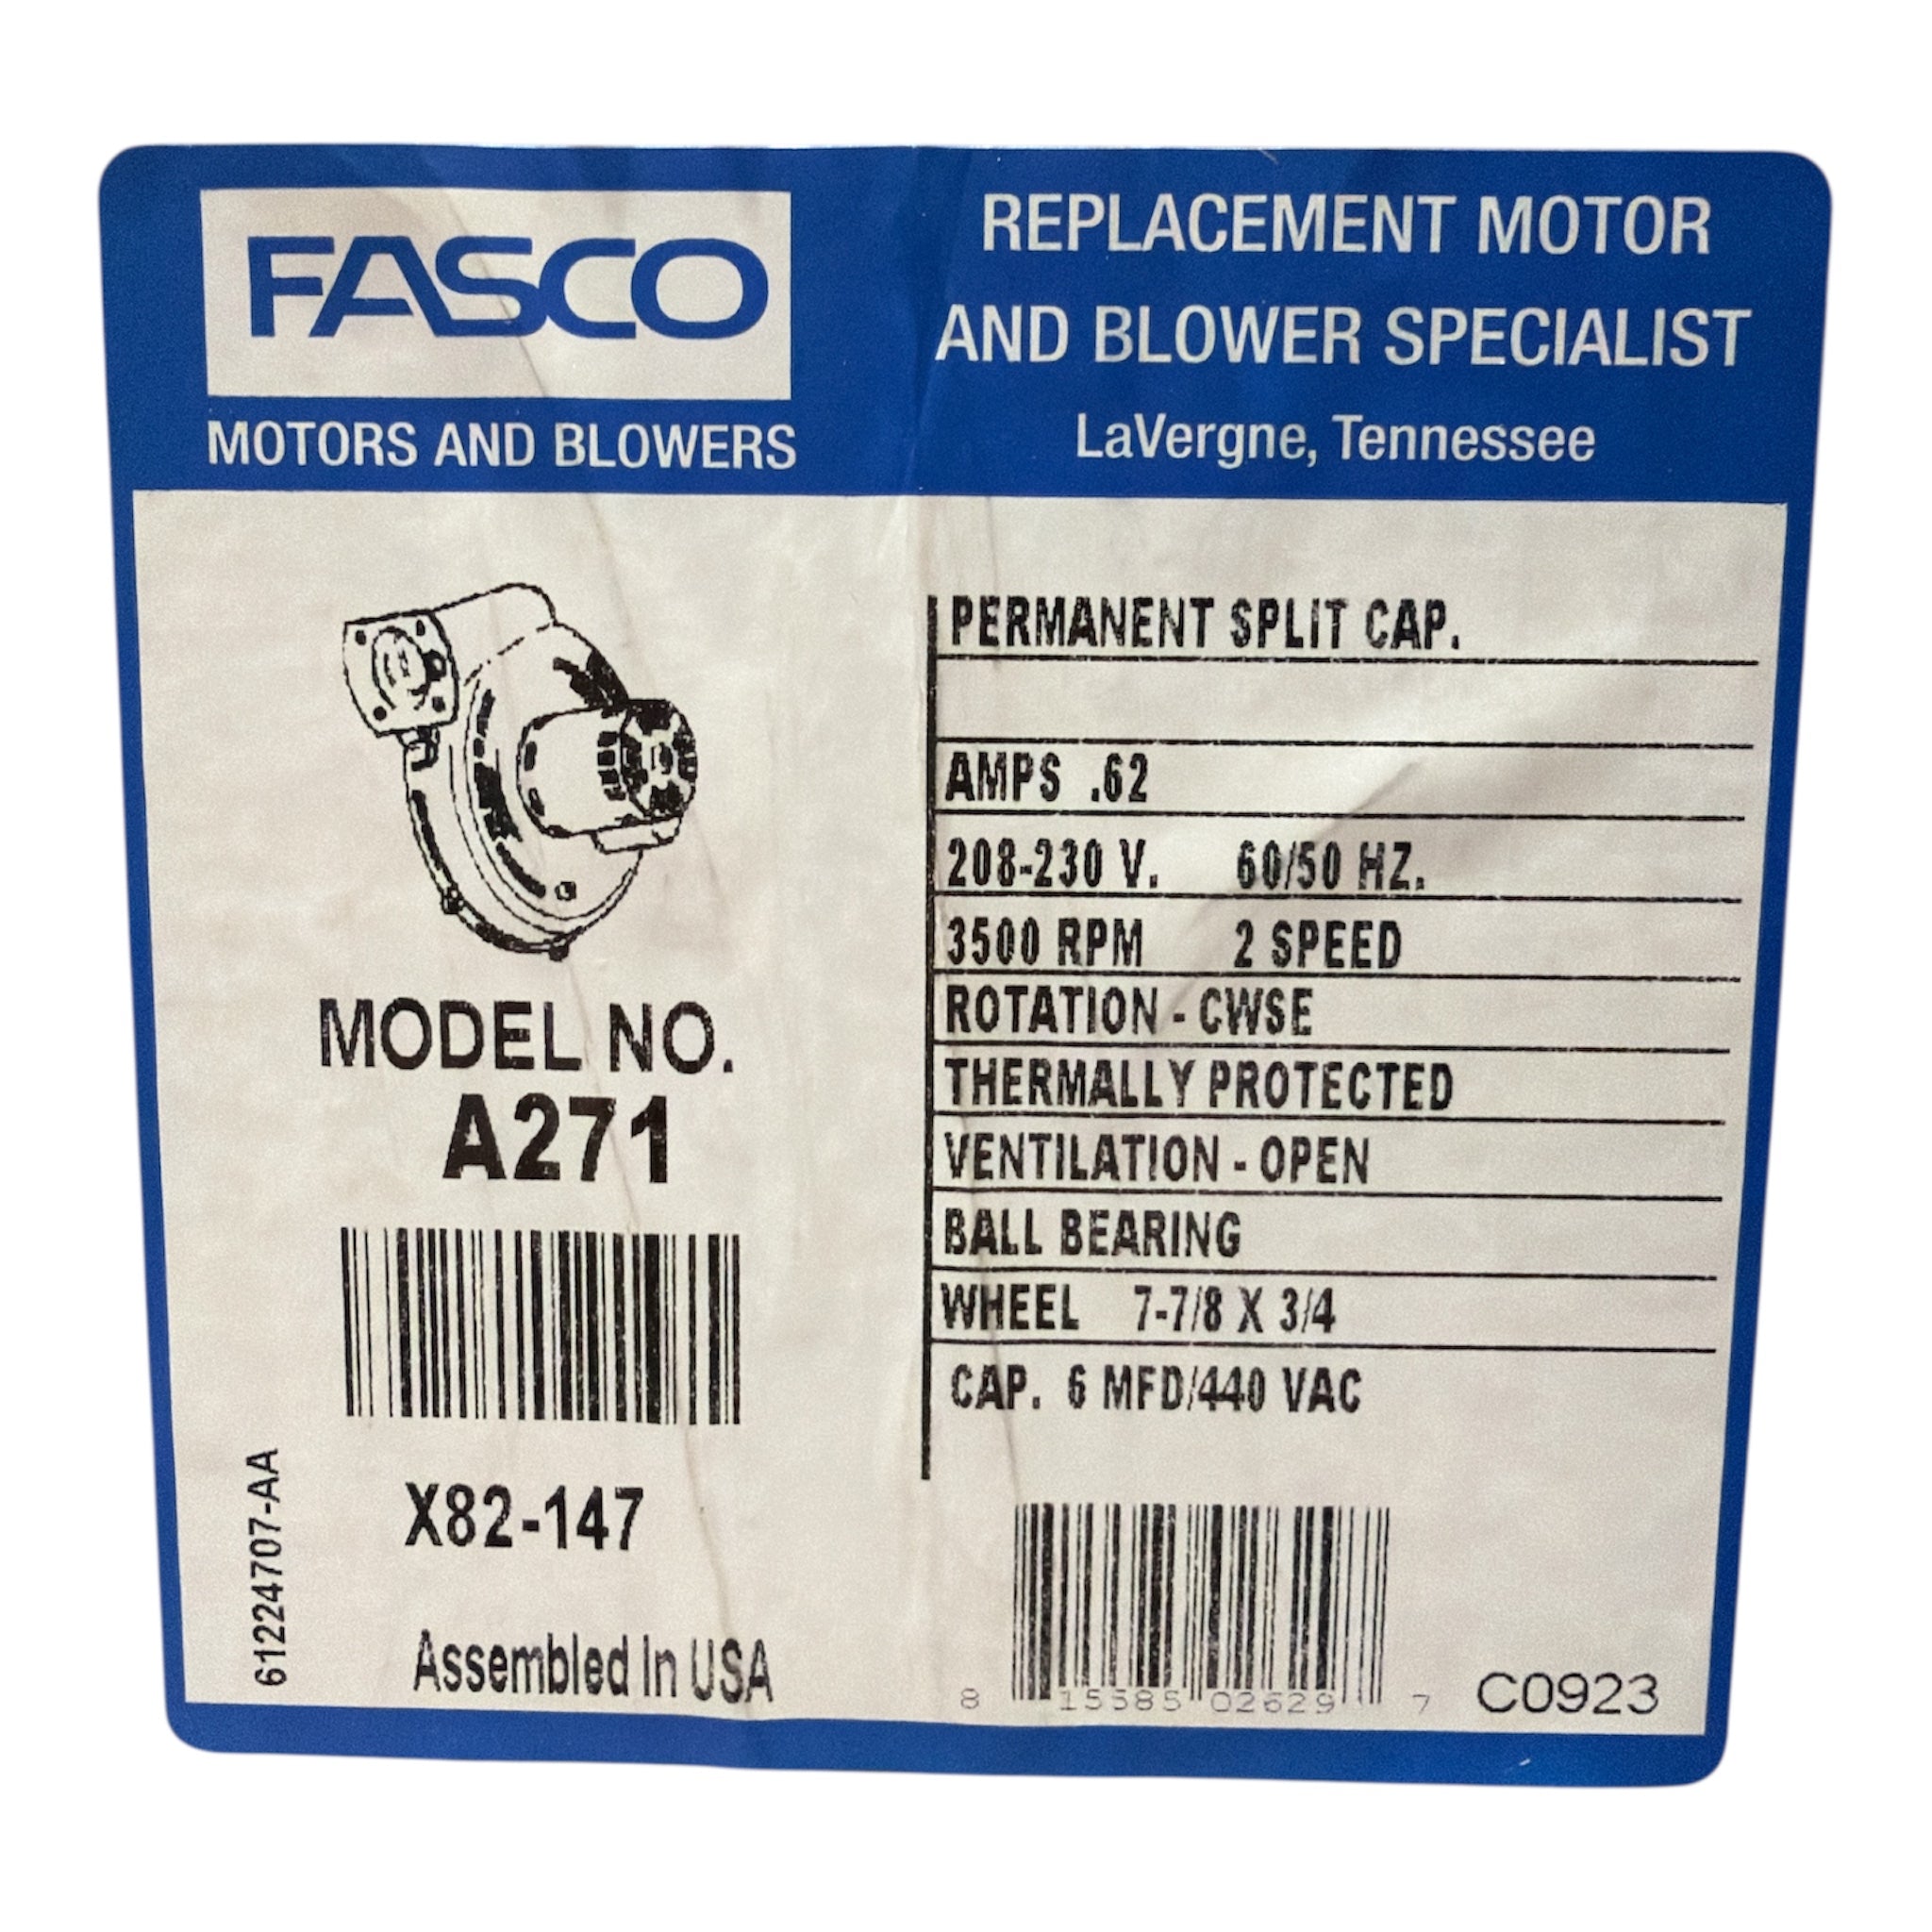 FASCO
MOTORS AND BLOWERS
REPLACEMENT MOTOR
AND BLOWER SPECIALIST
LaVergne, Tennessee
MODEL NO.
A271
X82-147
61224707-AA
Assembled In USA
PERMANENT SPLIT CAP.
AMPS .62
208-230 V. 60/50 HZ.
3500 RPM 2 SPEED
ROTATION - CWSE
THERMALLY PROTECTED
VENTILATION - OPEN
BALL BEARING
WHEEL 7-7/8 X 3/4
CAP. 6 MFD/440 VAC
8 15585 02629 7
C0923